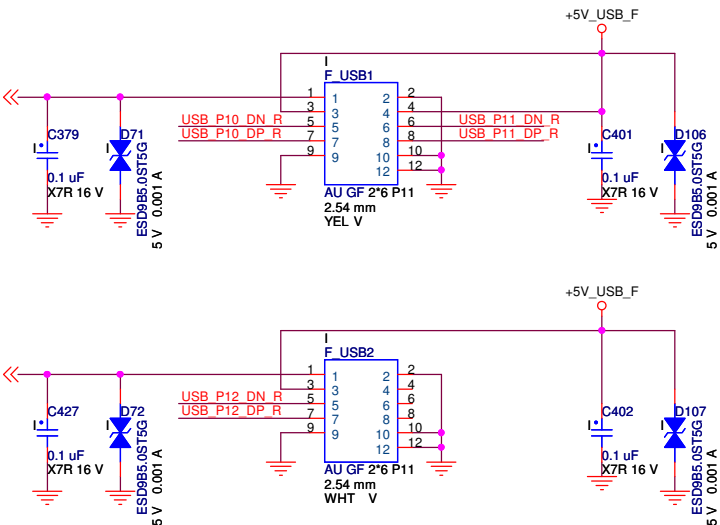 +5V_USB_F
I
F_USB1
1 1 2 2
3 3 4 4
USB_P10_DN_R 5 5 6 6 USB_P11_DN_R
USB_P10_DP_R 7 7 8 8 USB_P11_DP_R
9 9 10 10
12 12
C379
I
0.1 uF
X7R 16 V
D71
I
ESD9B5.0ST5G
5 V 0.001 A
AU GF 2*6 P11
2.54 mm
YEL V
C401
I
0.1 uF
X7R 16 V
D106
I
ESD9B5.0ST5G
5 V 0.001 A
+5V_USB_F
I
F_USB2
1 1 2 2
3 3 4 4
USB_P12_DN_R 5 5 6 6
USB_P12_DP_R 7 7 8 8
9 9 10 10
12 12
C427
I
0.1 uF
X7R 16 V
D72
I
ESD9B5.0ST5G
5 V 0.001 A
AU GF 2*6 P11
2.54 mm
WHT V
C402
I
0.1 uF
X7R 16 V
D107
I
ESD9B5.0ST5G
5 V 0.001 A